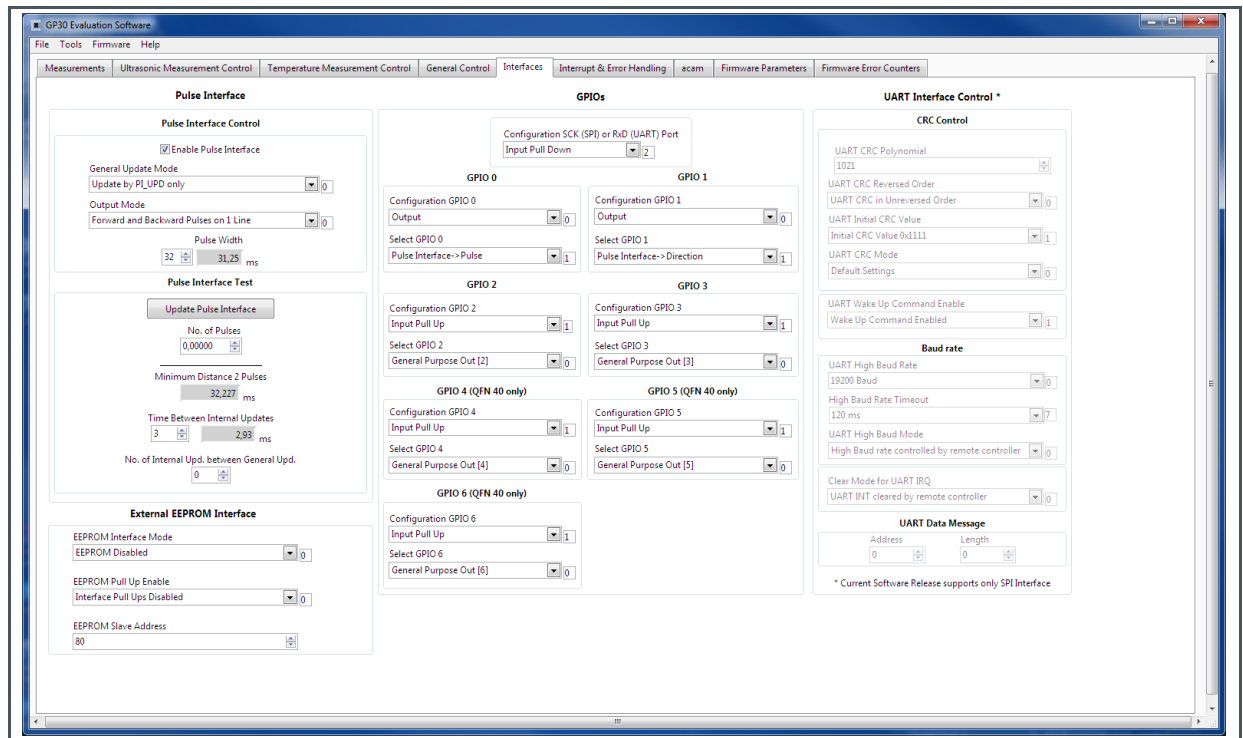 GP30 Evaluation Software
File Tools Firmware Help
Measurements Ultrasonic Measurement Control Temperature Measurement Control General Control Interfaces Interrupt & Error Handling acam Firmware Parameters Firmware Error Counters
Pulse Interface
Pulse Interface Control
Enable Pulse Interface
General Update Mode
Update by PI_UPD only 0
Output Mode
Forward and Backward Pulses on 1 Line 0
Pulse Width
32 31,25 ms
Pulse Interface Test
Update Pulse Interface
No. of Pulses
0,00000
Minimum Distance 2 Pulses
32,227 ms
Time Between Internal Updates
3 2,93 ms
No. of Internal Upd. between General Upd.
0
External EEPROM Interface
EEPROM Interface Mode
EEPROM Disabled 0
EEPROM Pull Up Enable
Interface Pull Ups Disabled 0
EEPROM Slave Address
80
GPIOs
Configuration SCK (SPI) or RxD (UART) Port
Input Pull Down 2
GPIO 0
Configuration GPIO 0
Output 0
Select GPIO 0
Pulse Interface->Pulse 1
GPIO 1
Configuration GPIO 1
Output 0
Select GPIO 1
Pulse Interface->Direction 1
GPIO 2
Configuration GPIO 2
Input Pull Up 1
Select GPIO 2
General Purpose Out [2] 0
GPIO 3
Configuration GPIO 3
Input Pull Up 1
Select GPIO 3
General Purpose Out [3] 0
GPIO 4 (QFN 40 only)
Configuration GPIO 4
Input Pull Up 1
Select GPIO 4
General Purpose Out [4] 0
GPIO 5 (QFN 40 only)
Configuration GPIO 5
Input Pull Up 1
Select GPIO 5
General Purpose Out [5] 0
GPIO 6 (QFN 40 only)
Configuration GPIO 6
Input Pull Up 1
Select GPIO 6
General Purpose Out [6] 0
UART Interface Control *
CRC Control
UART CRC Polynomial
1021
UART CRC Reversed Order
UART CRC in Unreversed Order 0
UART Initial CRC Value
Initial CRC Value 0x1111 1
UART CRC Mode
Default Settings 0
UART Wake Up Command Enable
Wake Up Command Enabled 1
Baud rate
UART High Baud Rate
19200 Baud 0
High Baud Rate Timeout
120 ms 7
UART High Baud Mode
High Baud rate controlled by remote controller 0
Clear Mode for UART IRQ
UART INT cleared by remote controller 0
UART Data Message
Address Length
0 0
* Current Software Release supports only SPI Interface